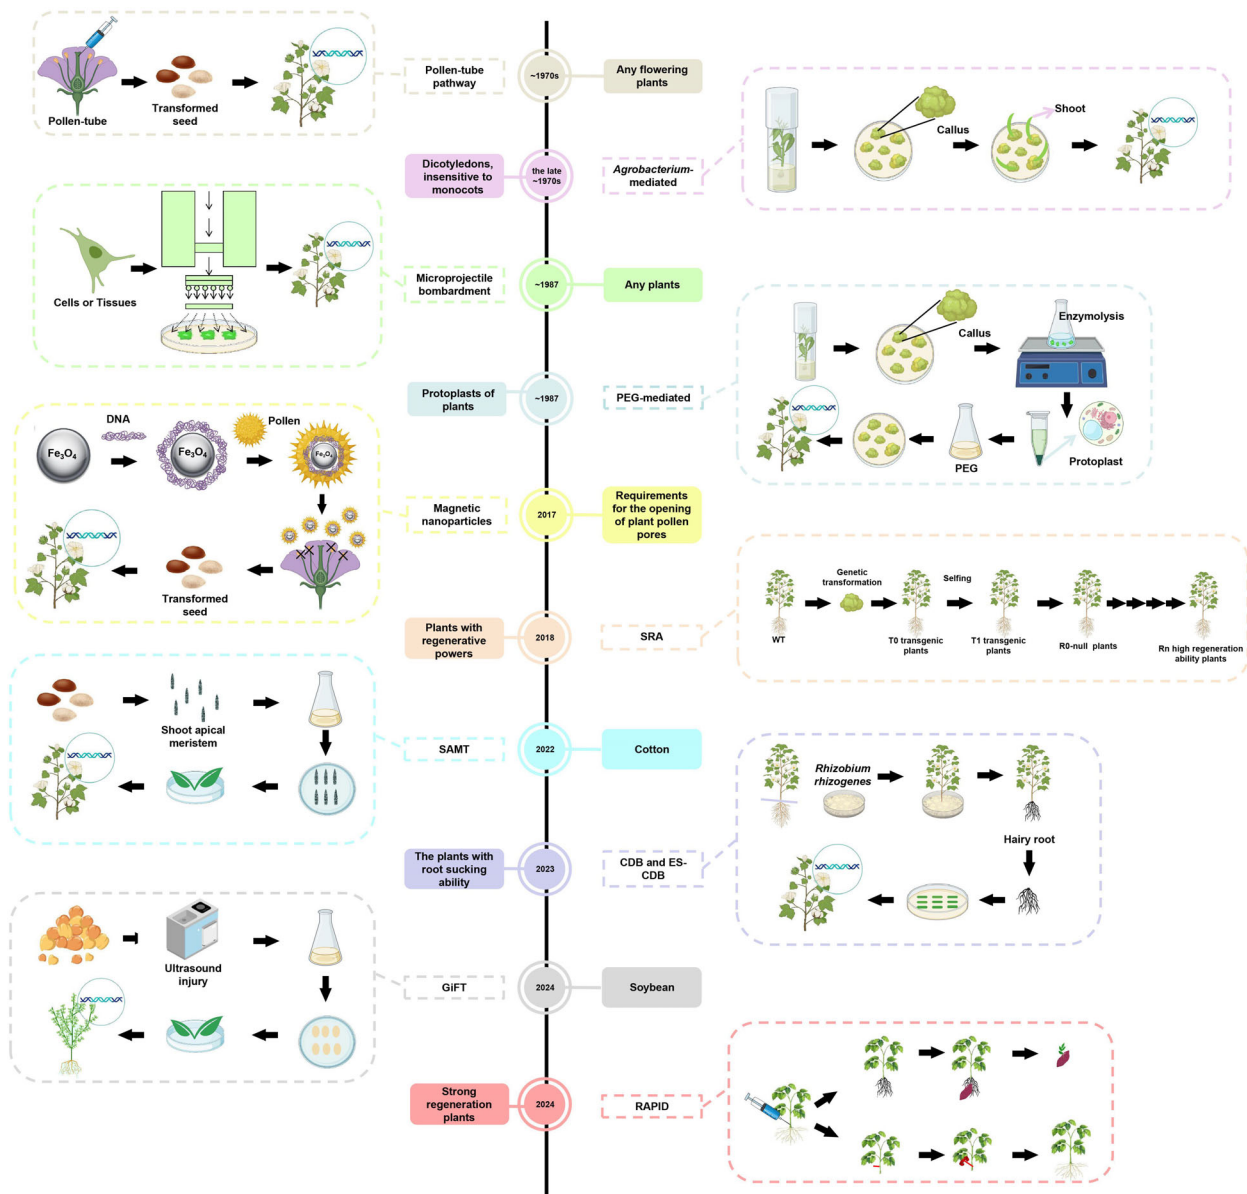 Pollen-tube
Transformed
seed
Pollen-tube
pathway
~1970s
Any flowering
plants
Dicotyledons,
insensitive to
monocots
the late
~1970s
Agrobacterium-
mediated
Callus
Shoot
Cells or Tissues
Microprojectile
bombardment
~1987
Any plants
Protoplasts of
plants
~1987
PEG-mediated
Callus
Enzymolysis
Protoplast
PEG
DNA
Pollen
Fe₃O₄
Fe₃O₄
Fe₃O₄
Transformed
seed
Magnetic
nanoparticles
2017
Requirements
for the opening
of plant pollen
pores
Plants with
regenerative
powers
2018
SRA
Genetic
transformation
Selfing
WT
T0 transgenic
plants
T1 transgenic
plants
R0-null plants
Rn high regeneration
ability plants
Shoot apical
meristem
SAMT
2022
Cotton
The plants with
root sucking
ability
2023
CDB and ES-
CDB
Rhizobium
rhizogenes
Hairy root
Ultrasound
injury
GiFT
2024
Soybean
Strong
regeneration
plants
2024
RAPID